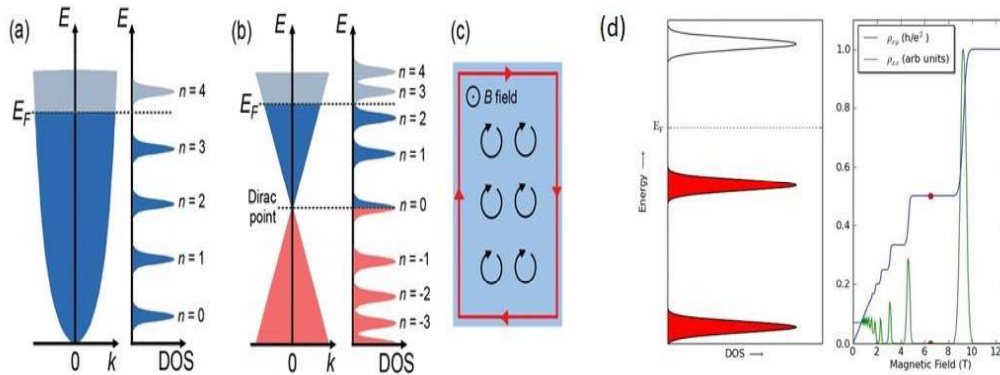 (a)
E
E_F
n = 4
n = 3
n = 2
n = 1
n = 0
0
k
DOS
(b)
E
E_F
Dirac
point
n = 4
n = 3
n = 2
n = 1
n=0
n = -1
n = -2
n = -3
0
k
DOS
(c)
B field
(d)
Energy →
E_F
DOS →
ρ_xy (h/e²)
ρ_xx (arb units)
1.0
0.8
0.6
0.4
0.2
0.0
0
2
4
6
8
10
12
Magnetic Field (T)